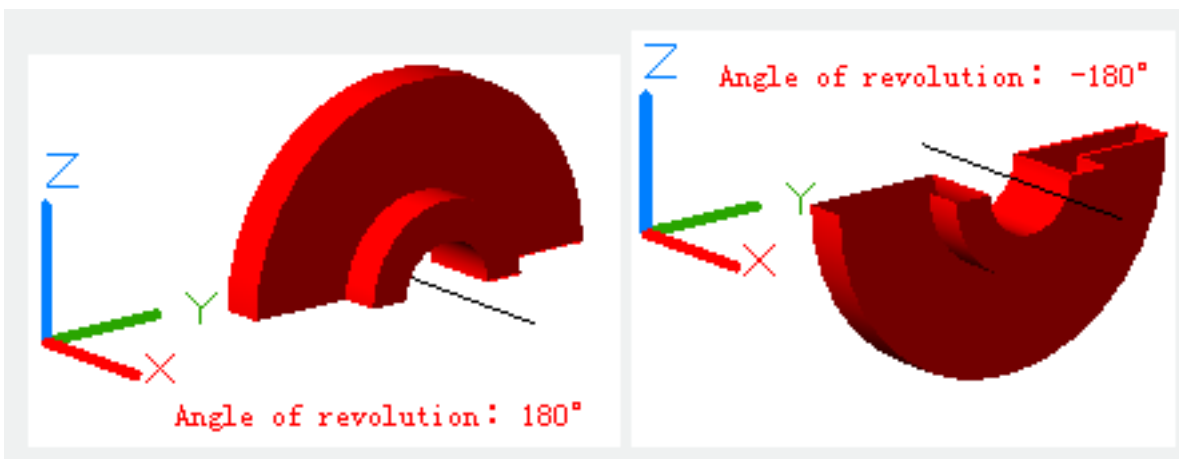 Z
Y
X
Angle of revolution: 180°
Z
Angle of revolution: -180°
Y
X